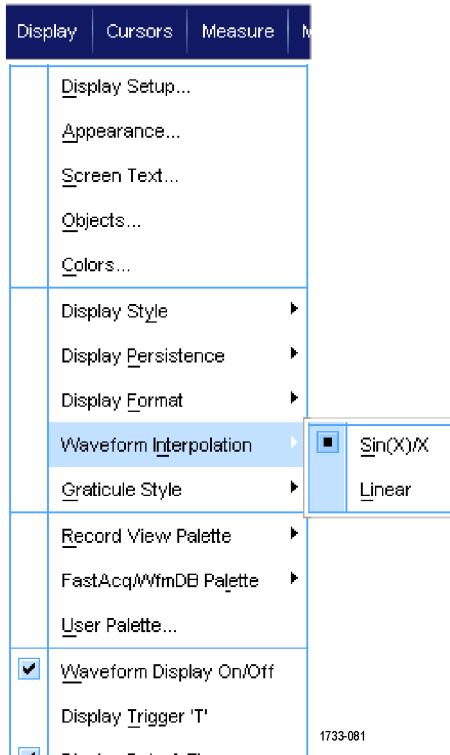 Display Cursors Measure
Display Setup...
Appearance...
Screen Text...
Objects...
Colors...
Display Style
Display Persistence
Display Format
Waveform Interpolation
Sin(X)/X
Linear
Graticule Style
Record View Palette
FastAcq/WfmDB Palette
User Palette...
Waveform Display On/Off
Display Trigger 'T'
1733-081